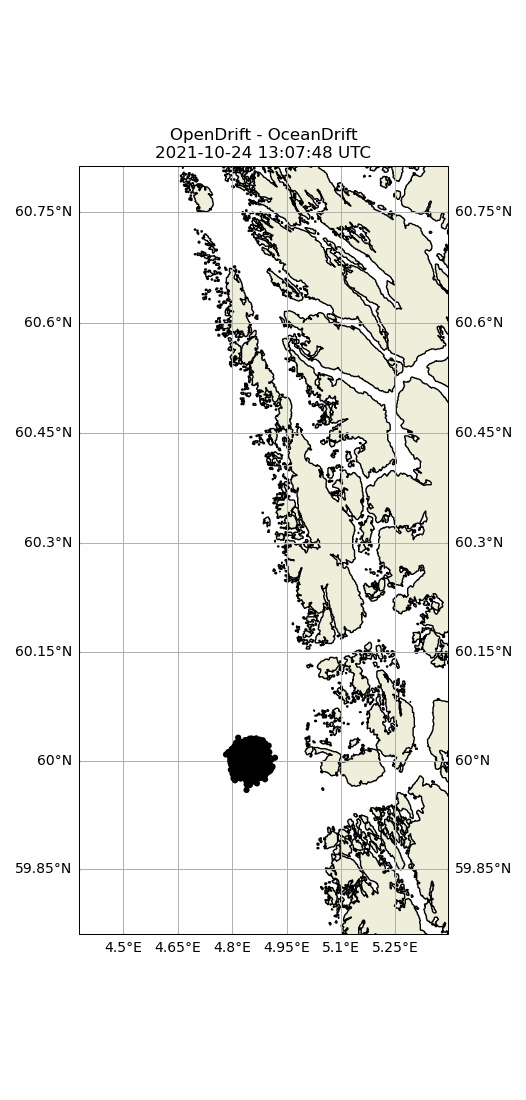 OpenDrift - OceanDrift
2021-10-24 13:07:48 UTC
60.75°N 60.75°N
60.6°N 60.6°N
60.45°N 60.45°N
60.3°N 60.3°N
60.15°N 60.15°N
60°N 60°N
59.85°N 59.85°N
4.5°E 4.65°E 4.8°E 4.95°E 5.1°E 5.25°E